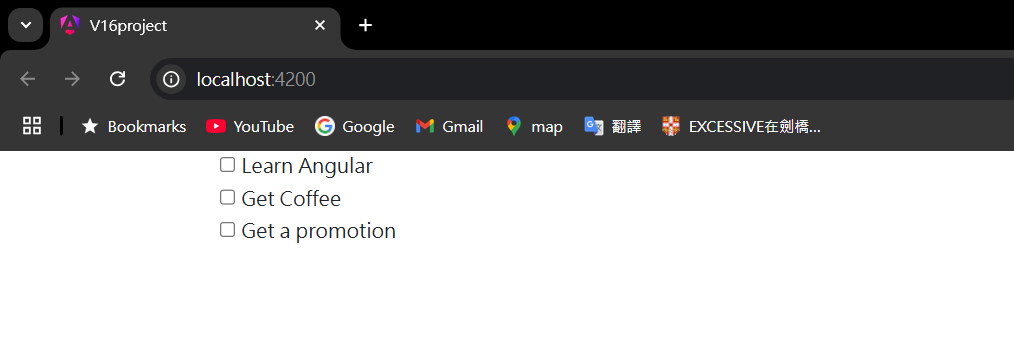 V16project
localhost:4200
Bookmarks YouTube Google Gmail map 翻譯 EXCESSIVE在劍橋...
Learn Angular
Get Coffee
Get a promotion